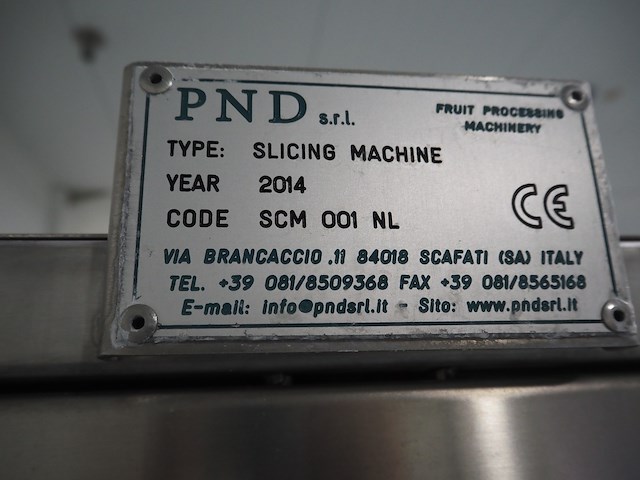 PND s.r.l.
FRUIT PROCESSING
MACHINERY
TYPE: SLICING MACHINE
YEAR 2014
CODE SCM 001 NL
CE
VIA BRANCACCIO .11 84018 SCAFATI (SA) ITALY
TEL. +39 081/8509368 FAX +39 081/8565168
E-mail: info@pndsrl.it - Sito: www.pndsrl.it